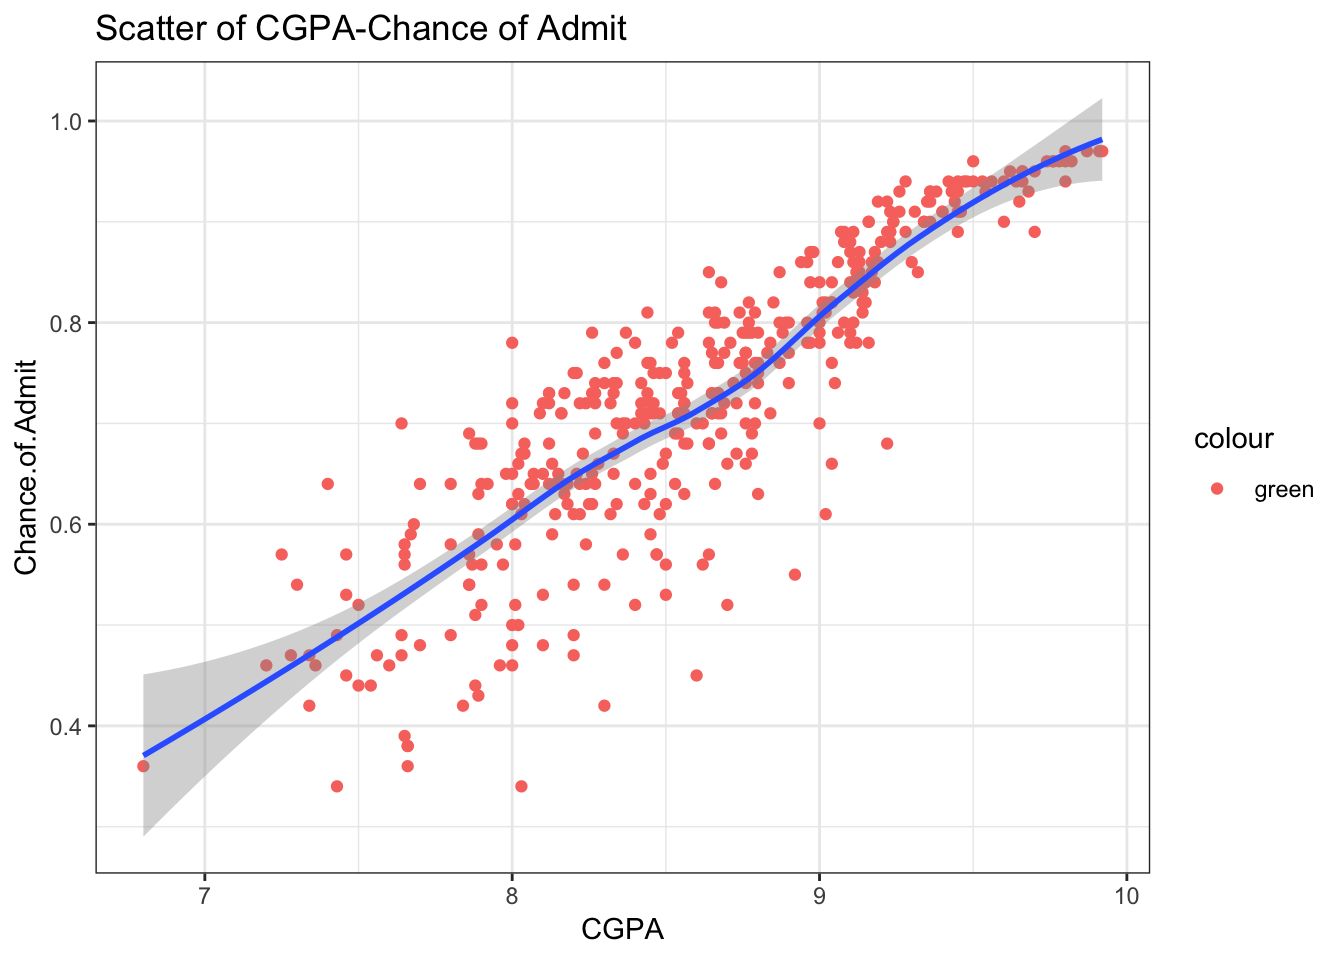 Scatter of CGPA-Chance of Admit
1.0
0.8
0.6
0.4
Chance.of.Admit
7 8 9 10
CGPA
colour
green